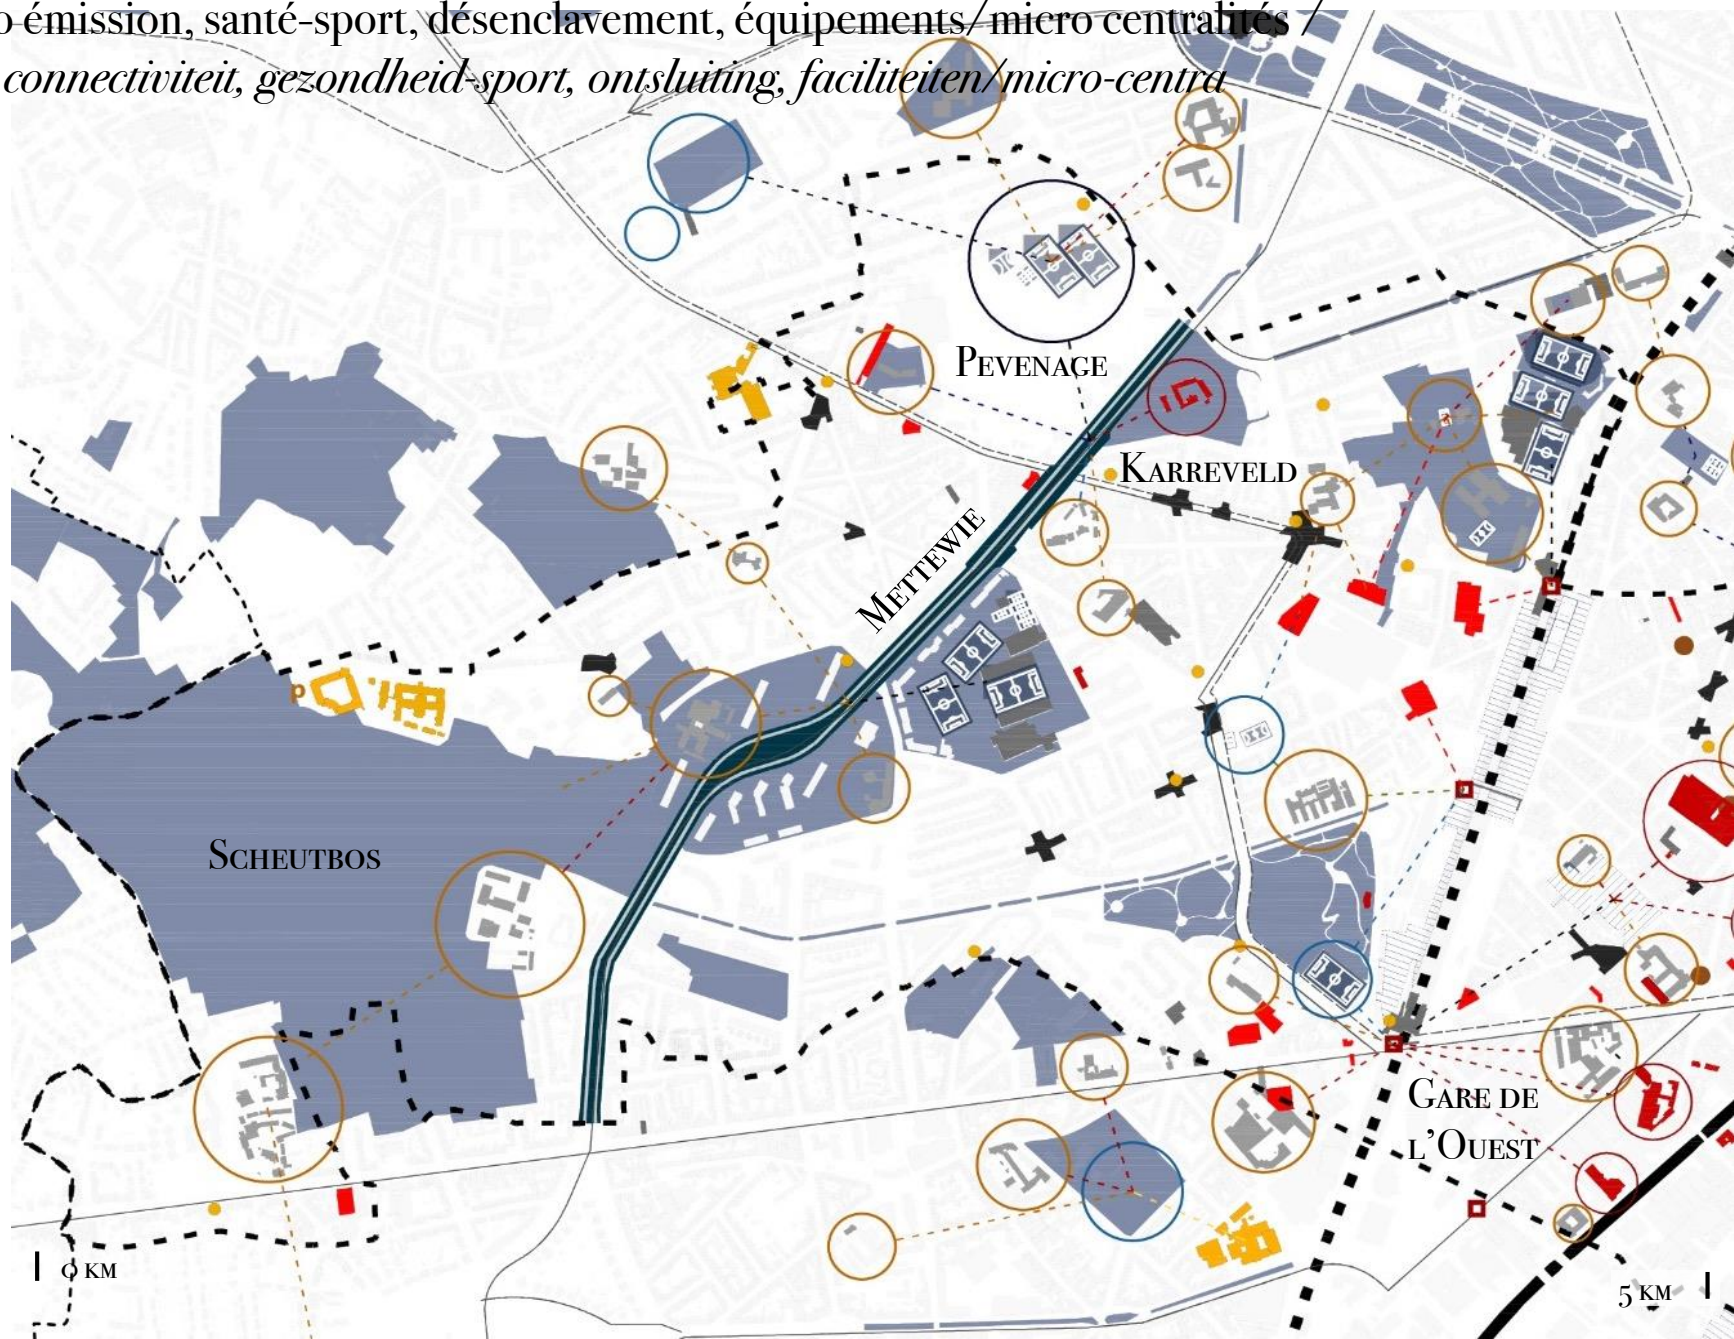 émission, santé-sport, désenclavement, équipements/micro centralités /
connectiviteit, gezondheid-sport, ontsluiting, faciliteiten/micro-centra
Pevenage
Karreveld
Mettewie
P
Scheutbos
Gare de
l'Ouest
0 km
5 km